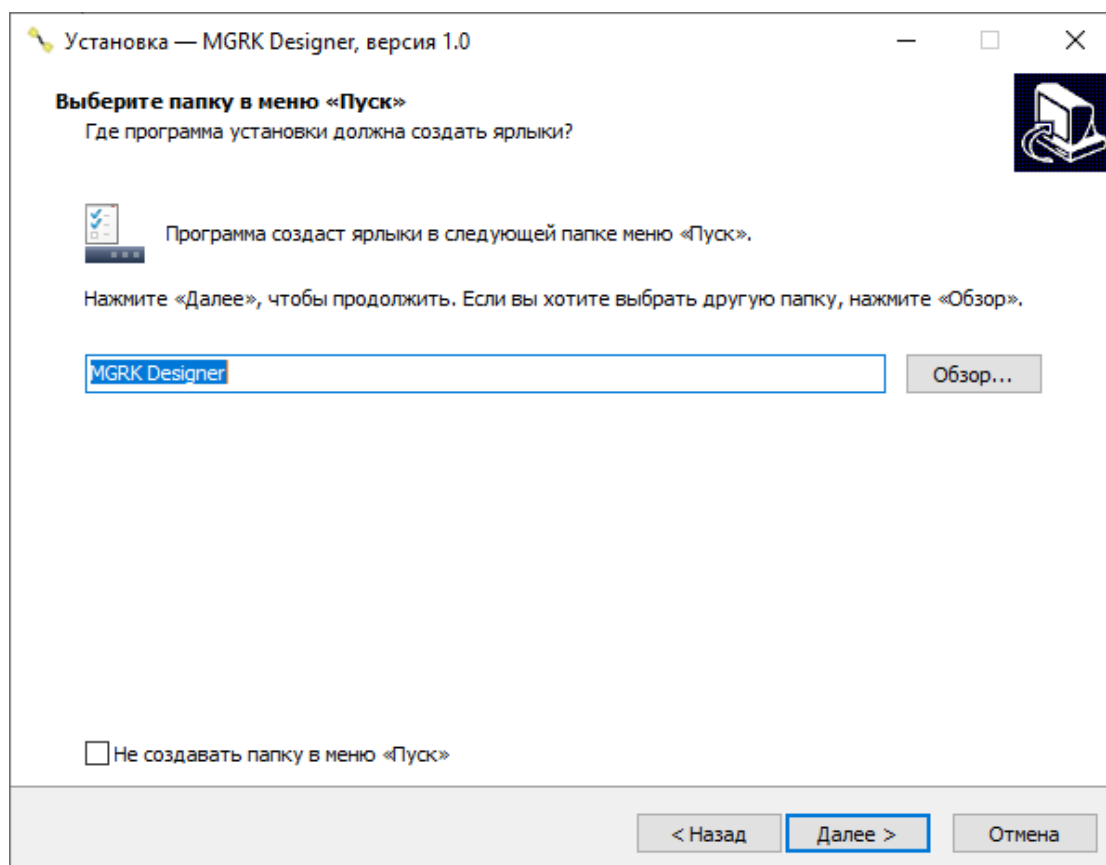 Установка — MGRK Designer, версия 1.0
Выберите папку в меню «Пуск»
Где программа установки должна создать ярлыки?
Программа создаст ярлыки в следующей папке меню «Пуск».
Нажмите «Далее», чтобы продолжить. Если вы хотите выбрать другую папку, нажмите «Обзор».
MGRK Designer
Обзор...
Не создавать папку в меню «Пуск»
< Назад
Далее >
Отмена